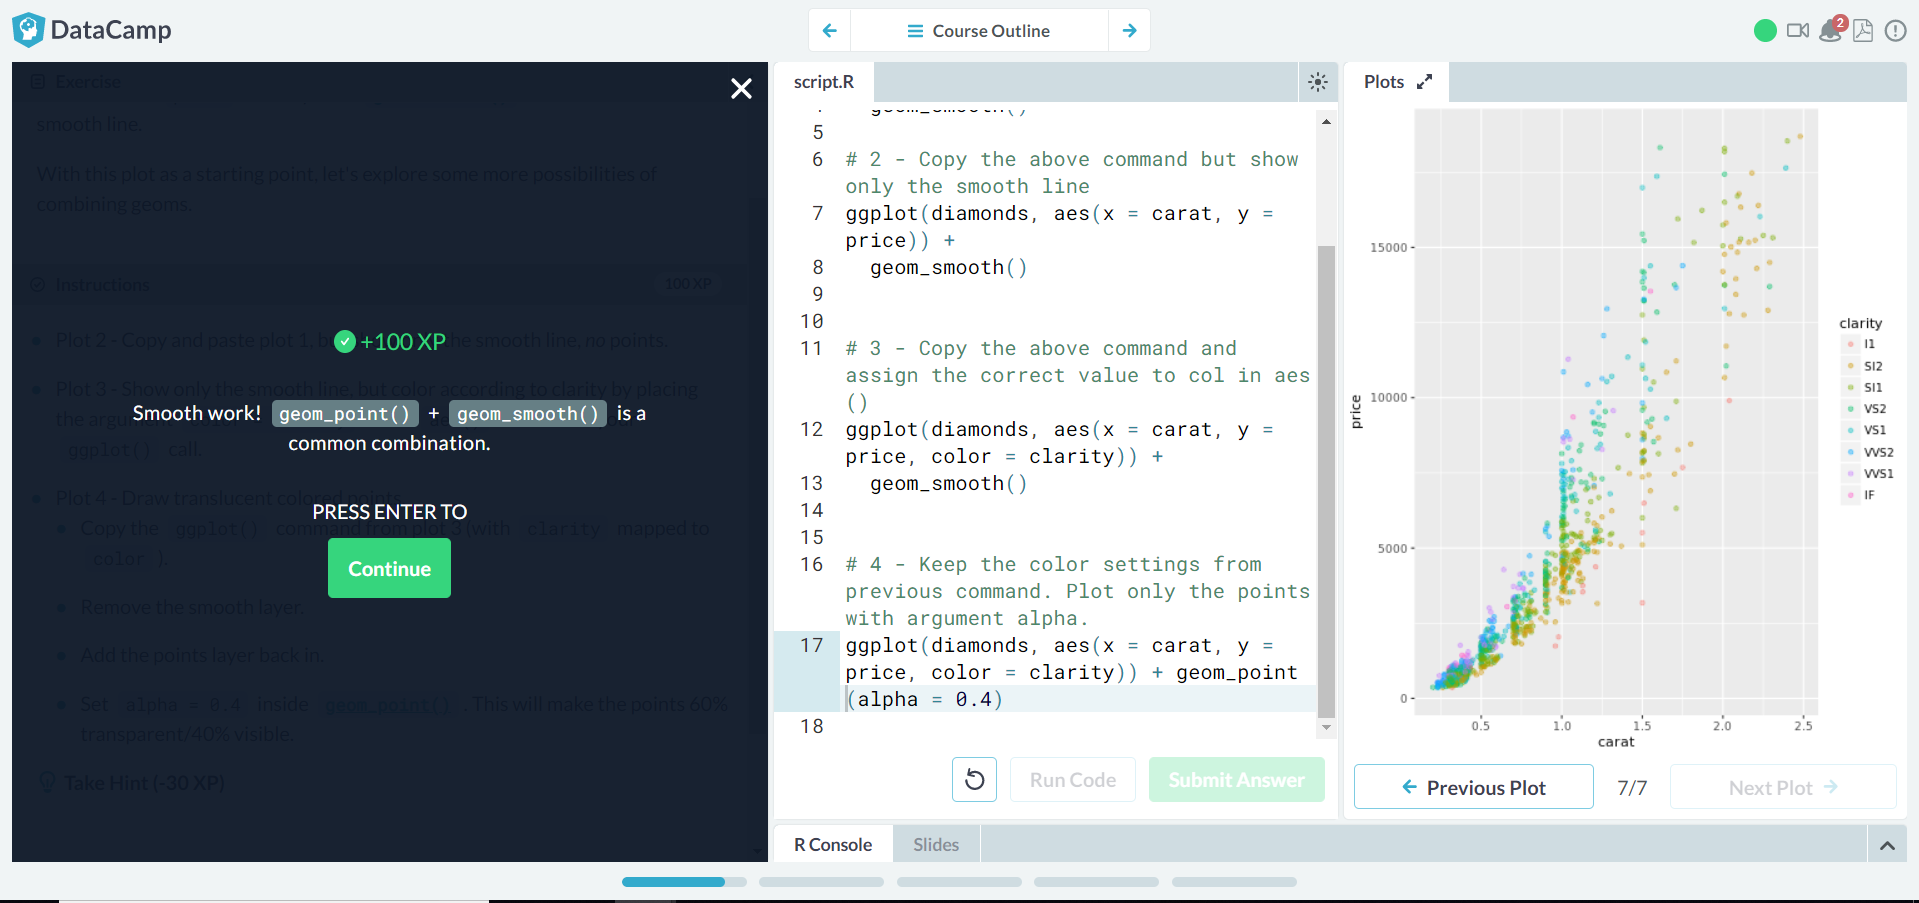 DataCamp
Course Outline
2
Exercise
smooth line.
With this plot as a starting point, let's explore some more possibilities of
combining geoms.
Instructions
100 XP
Plot 2 - Copy and paste plot 1, b
he smooth line, no points.
+100 XP
Plot 3 - Show only the smooth line, but color according to clarity by placing
the argument color
ggplot() call.
Smooth work! geom_point() + geom_smooth() is a
common combination.
Plot 4 - Draw translucent colored points.
PRESS ENTER TO
Copy the ggplot() command from plot 3 (with clarity mapped to
color ).
Continue
Remove the smooth layer.
Add the points layer back in.
Set alpha = 0.4 inside geom_point() . This will make the points 60%
transparent/40% visible.
Take Hint (-30 XP)
script.R
geom_smooth()
5
6 # 2 - Copy the above command but show
only the smooth line
7 ggplot(diamonds, aes(x = carat, y =
price)) +
8 geom_smooth()
9
10
11 # 3 - Copy the above command and
assign the correct value to col in aes
()
12 ggplot(diamonds, aes(x = carat, y =
price, color = clarity)) +
13 geom_smooth()
14
15
16 # 4 - Keep the color settings from
previous command. Plot only the points
with argument alpha.
17 ggplot(diamonds, aes(x = carat, y =
price, color = clarity)) + geom_point
(alpha = 0.4)
18
Run Code
Submit Answer
R Console
Slides
Plots
15000
10000
5000
0
price
0.5 1.0 1.5 2.0 2.5
carat
clarity
I1
SI2
SI1
VS2
VS1
VVS2
VVS1
IF
Previous Plot
7/7
Next Plot